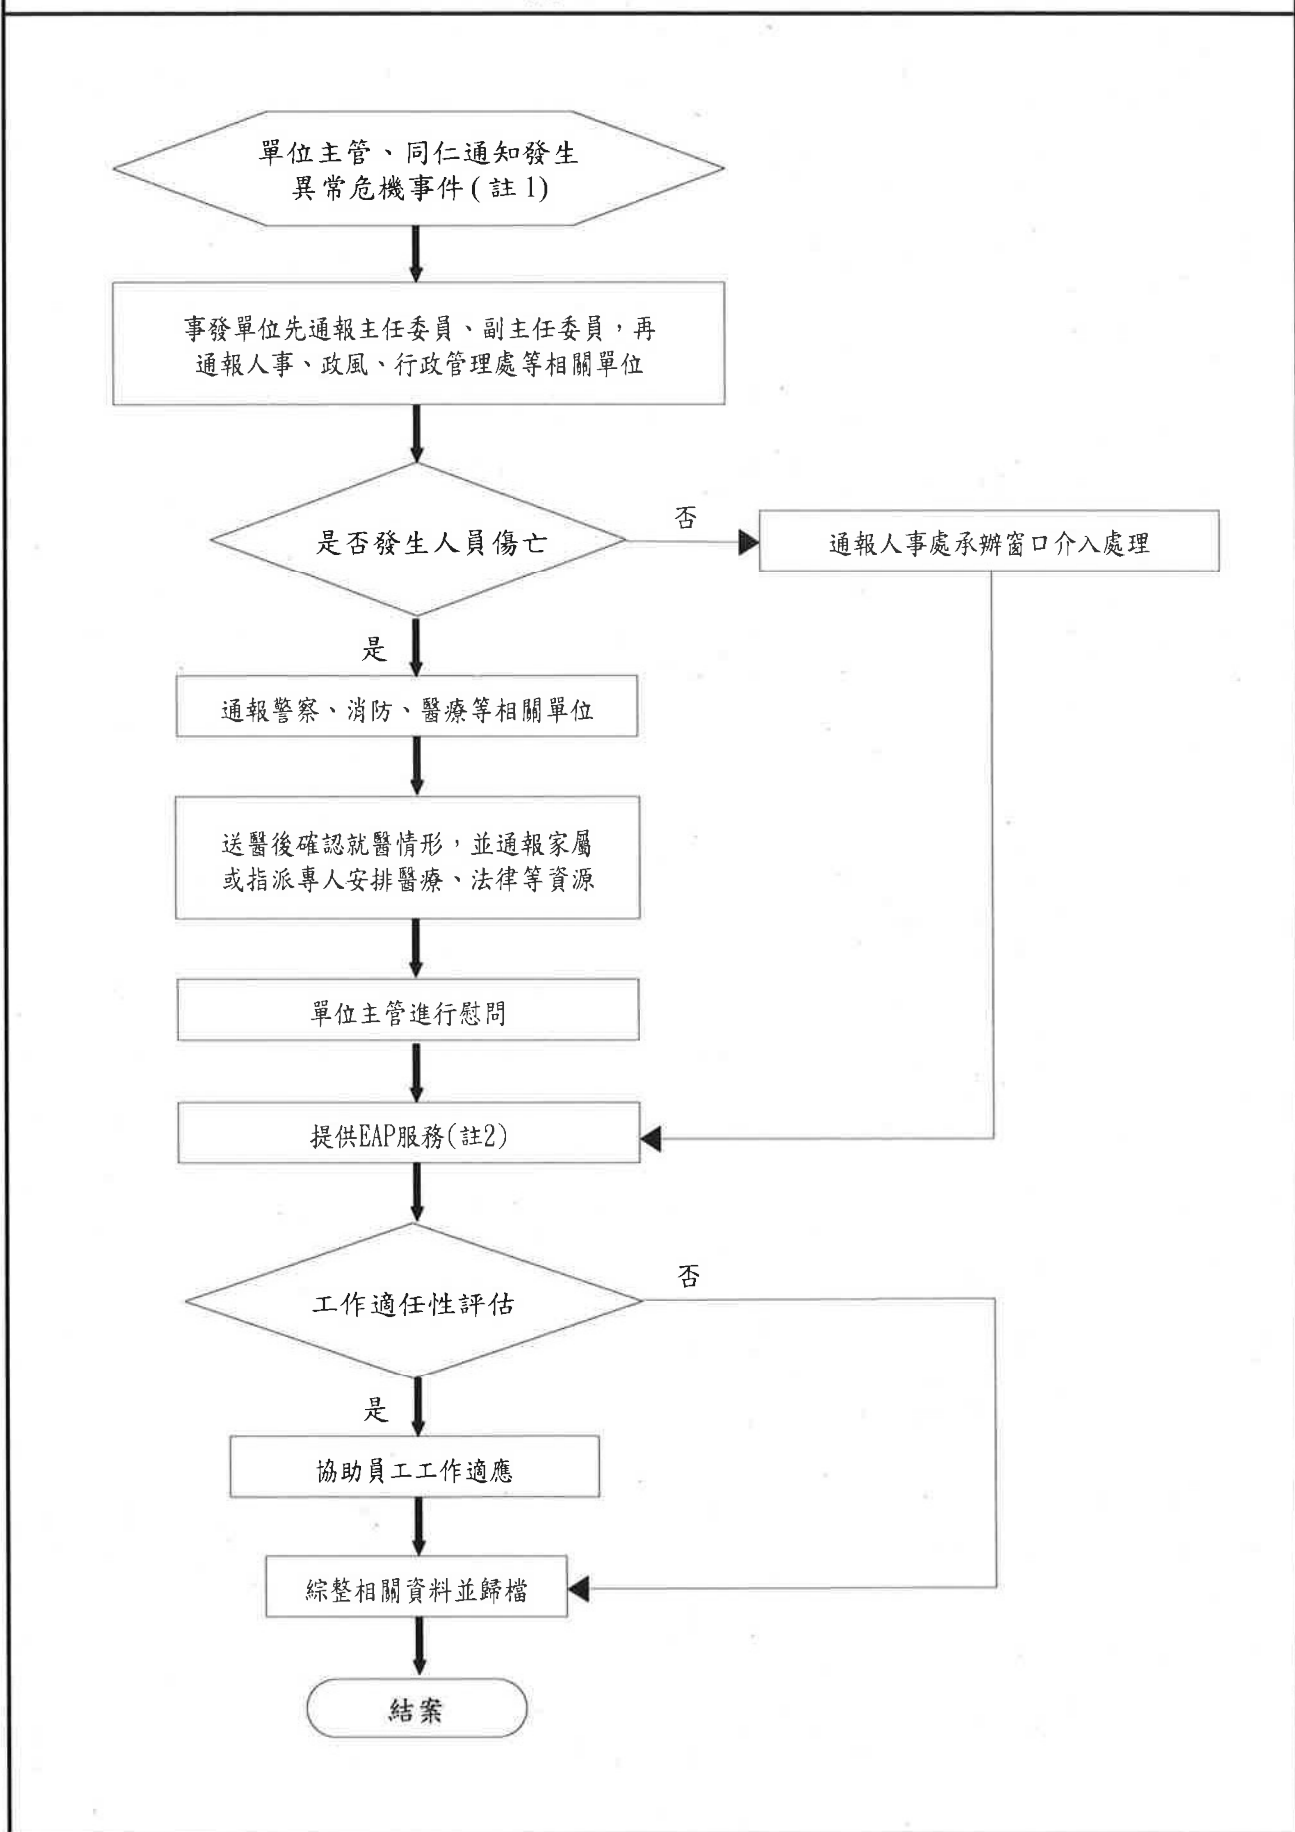 單位主管、同仁通知發生
異常危機事件(註1)
事發單位先通報主任委員、副主任委員，再
通報人事、政風、行政管理處等相關單位
是否發生人員傷亡
否
通報人事處承辦窗口介入處理
是
通報警察、消防、醫療等相關單位
送醫後確認就醫情形，並通報家屬
或指派專人安排醫療、法律等資源
單位主管進行慰問
提供EAP服務(註2)
工作適任性評估
否
是
協助員工工作適應
綜整相關資料並歸檔
結案